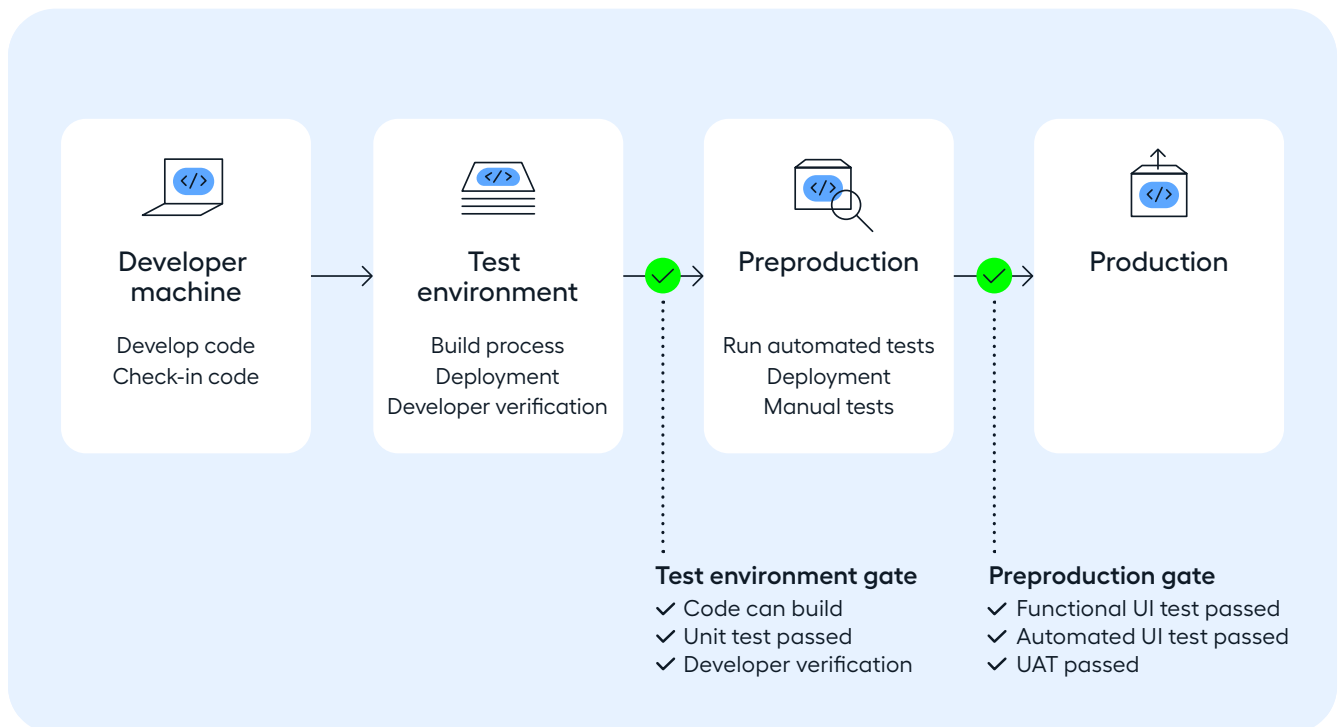 </>
Developer
machine
Develop code
Check-in code
</>
Test
environment
Build process
Deployment
Developer verification
</>
Preproduction
Run automated tests
Deployment
Manual tests
</>
Production
Test environment gate
✓ Code can build
✓ Unit test passed
✓ Developer verification
Preproduction gate
✓ Functional UI test passed
✓ Automated UI test passed
✓ UAT passed